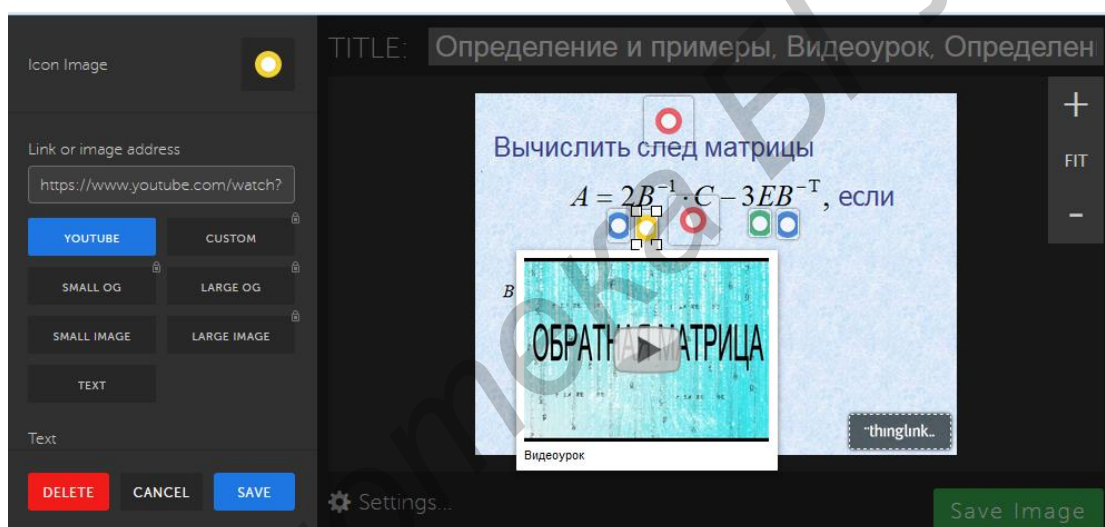 TITLE: Определение и примеры, Видеоурок, Определен
Icon Image
Link or image address
https://www.youtube.com/watch?
YOUTUBE CUSTOM
SMALL OG LARGE OG
SMALL IMAGE LARGE IMAGE
TEXT
Text
DELETE CANCEL SAVE
+
FIT
-
Вычислить след матрицы
A = 2B⁻¹ · C − 3EB⁻ᵀ, если
B
ОБРАТНАЯ МАТРИЦА
Видеоурок
thinglink..
Settings...
Save Image